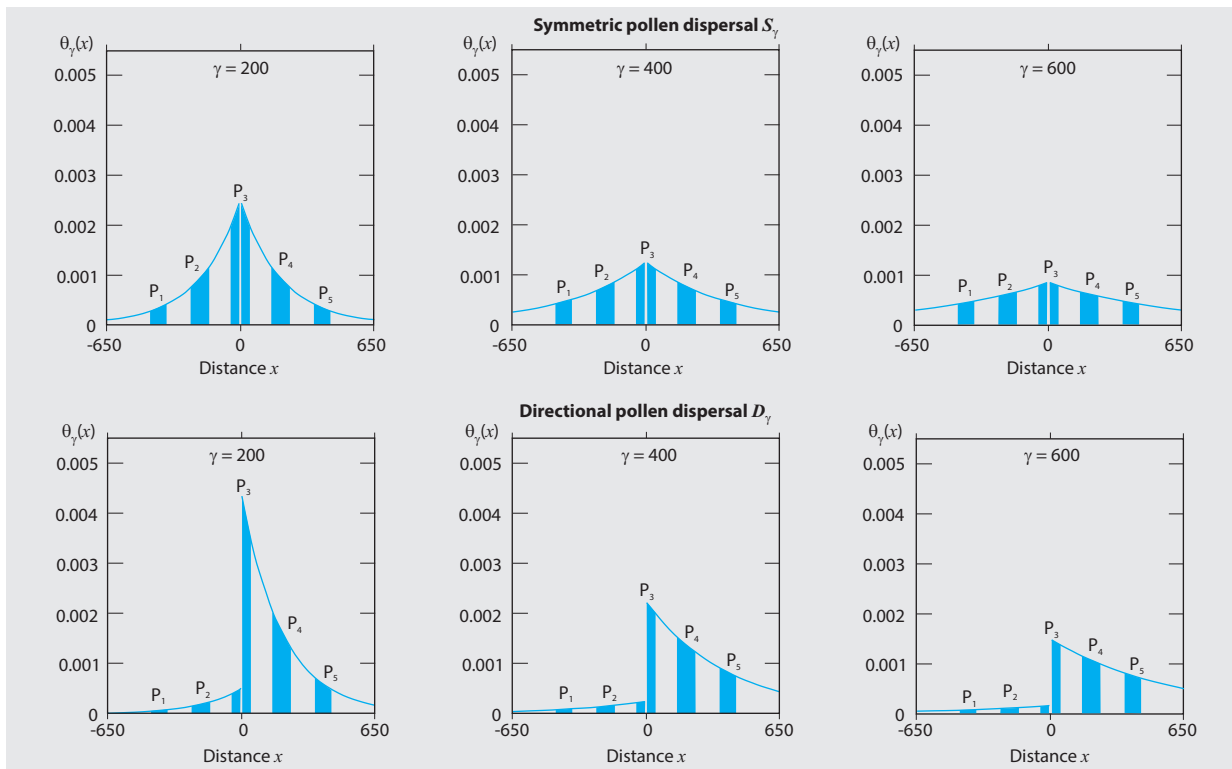 Symmetric pollen dispersal Sγ
θγ(x)
γ = 200
0.005
0.004
0.003
0.002
0.001
0
P3
P2
P4
P1
P5
-650
0
650
Distance x
θγ(x)
γ = 400
0.005
0.004
0.003
0.002
0.001
0
P3
P2
P4
P1
P5
-650
0
650
Distance x
θγ(x)
γ = 600
0.005
0.004
0.003
0.002
0.001
0
P3
P2
P4
P1
P5
-650
0
650
Distance x
Directional pollen dispersal Dγ
θγ(x)
γ = 200
0.005
0.004
0.003
0.002
0.001
0
P3
P4
P5
P2
P1
-650
0
650
Distance x
θγ(x)
γ = 400
0.005
0.004
0.003
0.002
0.001
0
P3
P4
P5
P1
P2
-650
0
650
Distance x
θγ(x)
γ = 600
0.005
0.004
0.003
0.002
0.001
0
P3
P4
P5
P2
P1
-650
0
650
Distance x